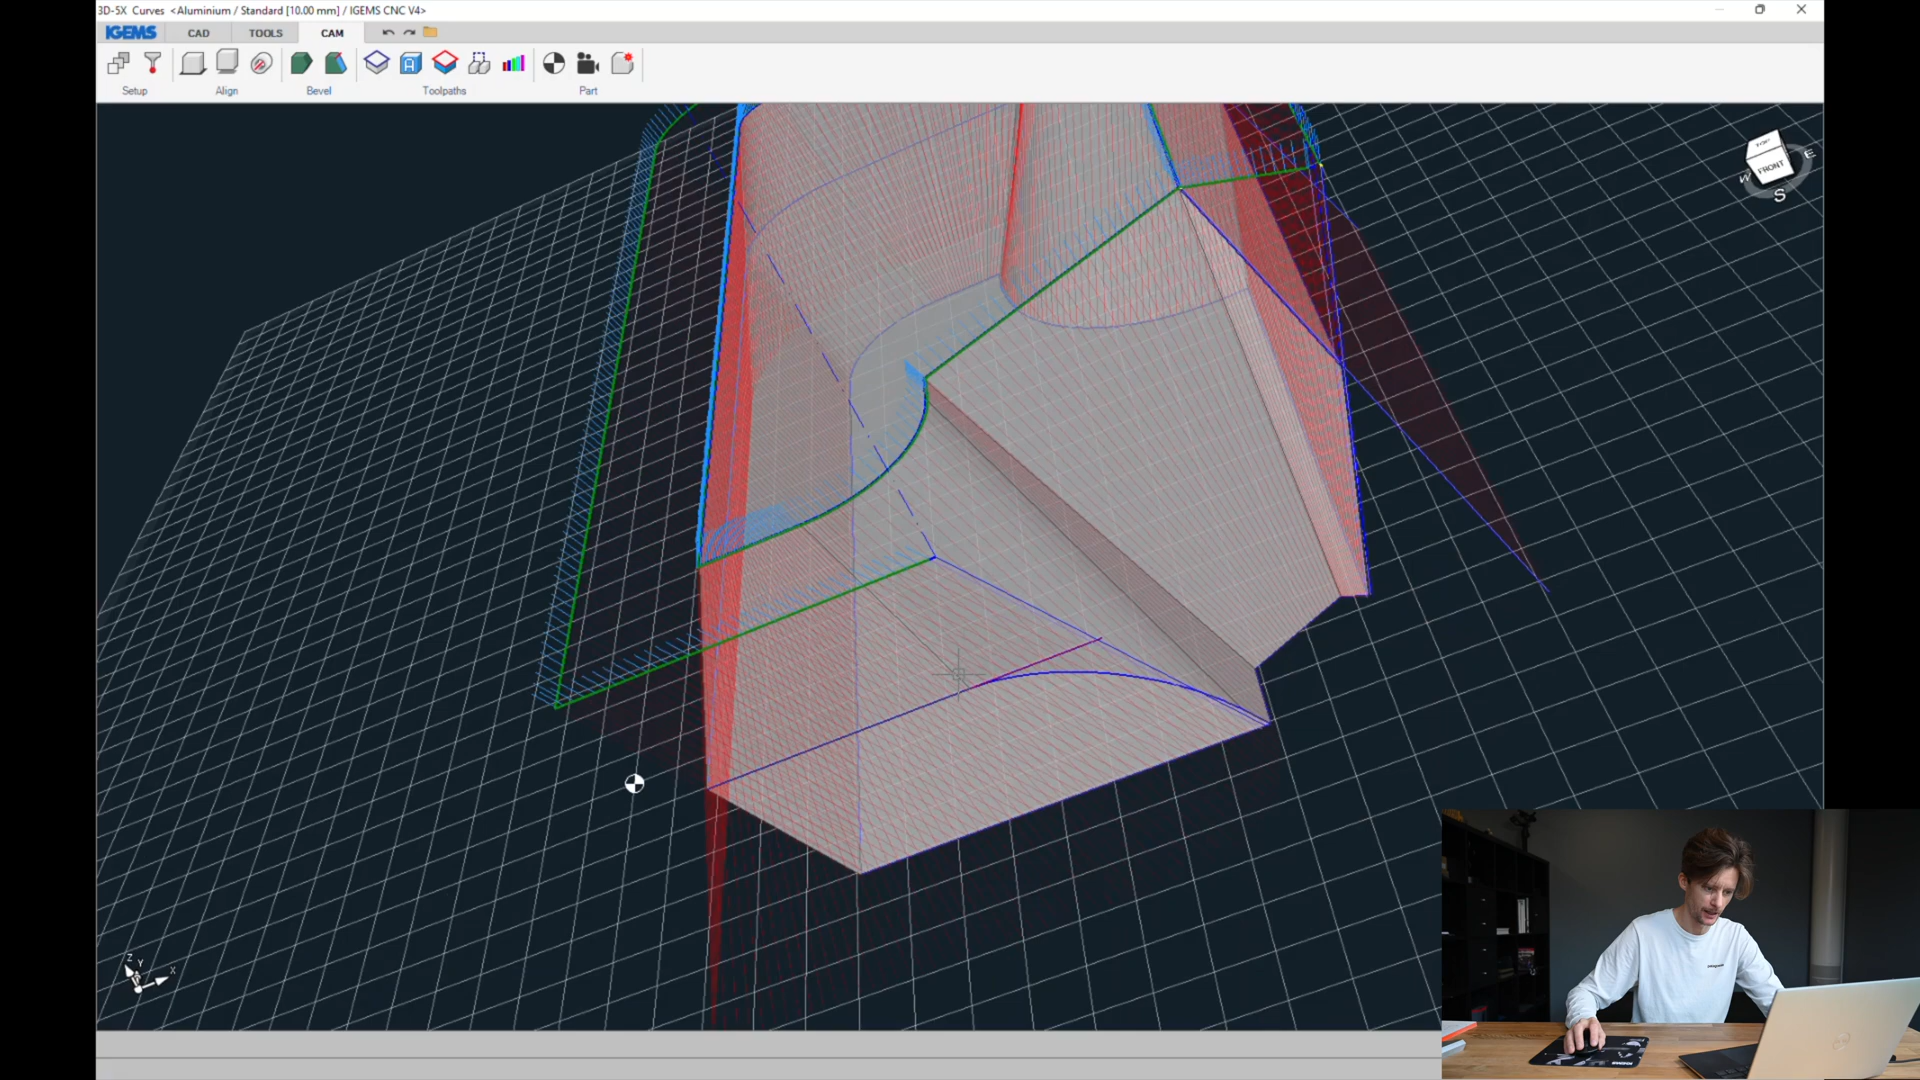 3D-5X Curves <Aluminium / Standard [10.00 mm] / IGEMS CNC V4>
IGEMS CAD TOOLS CAM
Setup Align Bevel Toolpaths Part
TOP
FRONT
W E
S
Z Y X